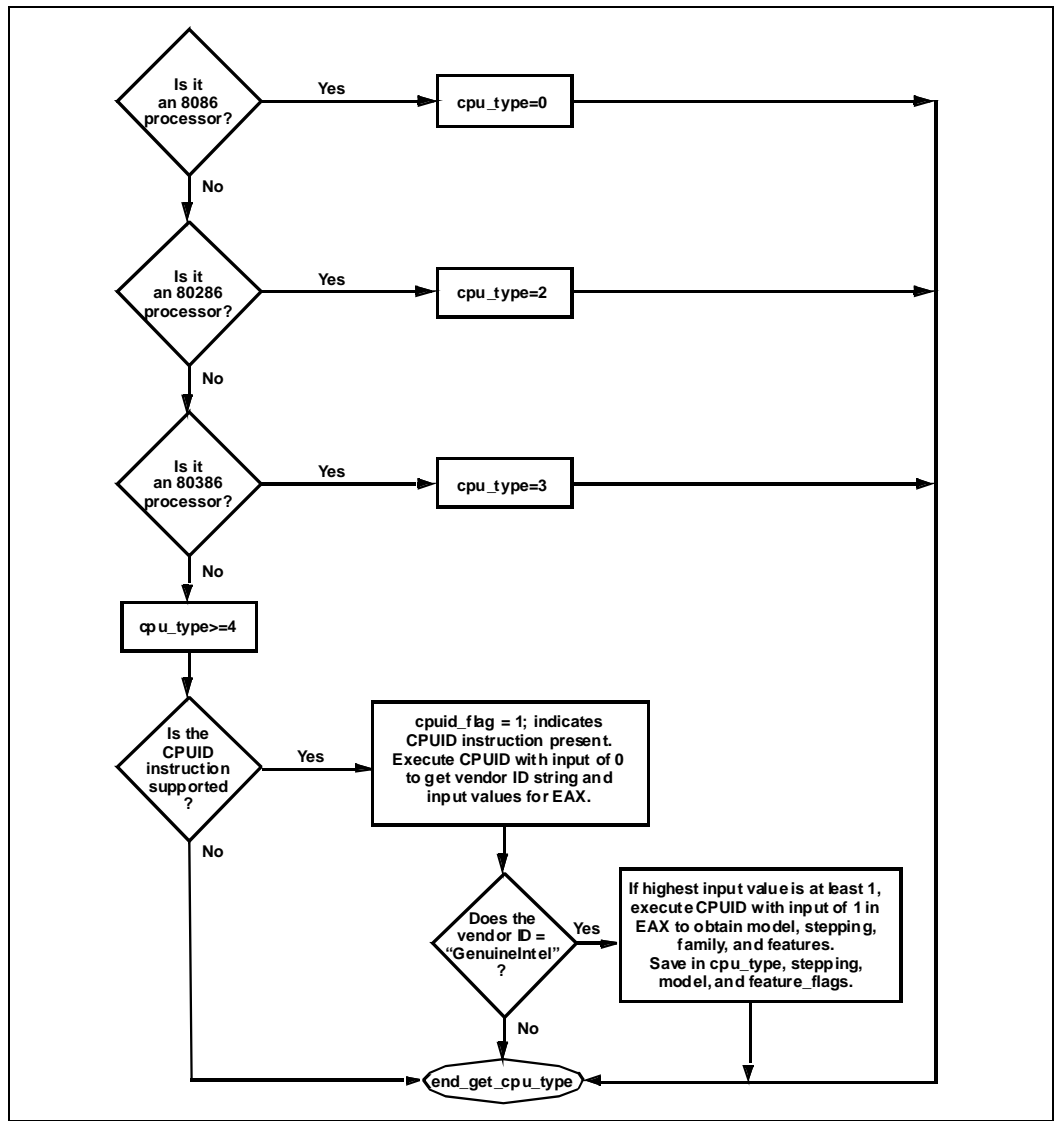 Is it
an 8086
processor?
Yes
cpu_type=0
No
Is it
an 80286
processor?
Yes
cpu_type=2
No
Is it
an 80386
processor?
Yes
cpu_type=3
No
cpu_type>=4
Is the
CPUID
instruction
supported
?
Yes
cpuid_flag = 1; indicates
CPUID instruction present.
Execute CPUID with input of 0
to get vendor ID string and
input values for EAX.
No
Does the
vendor ID =
“GenuineIntel”
?
Yes
If highest input value is at least 1,
execute CPUID with input of 1 in
EAX to obtain model, stepping,
family, and features.
Save in cpu_type, stepping,
model, and feature_flags.
No
end_get_cpu_type